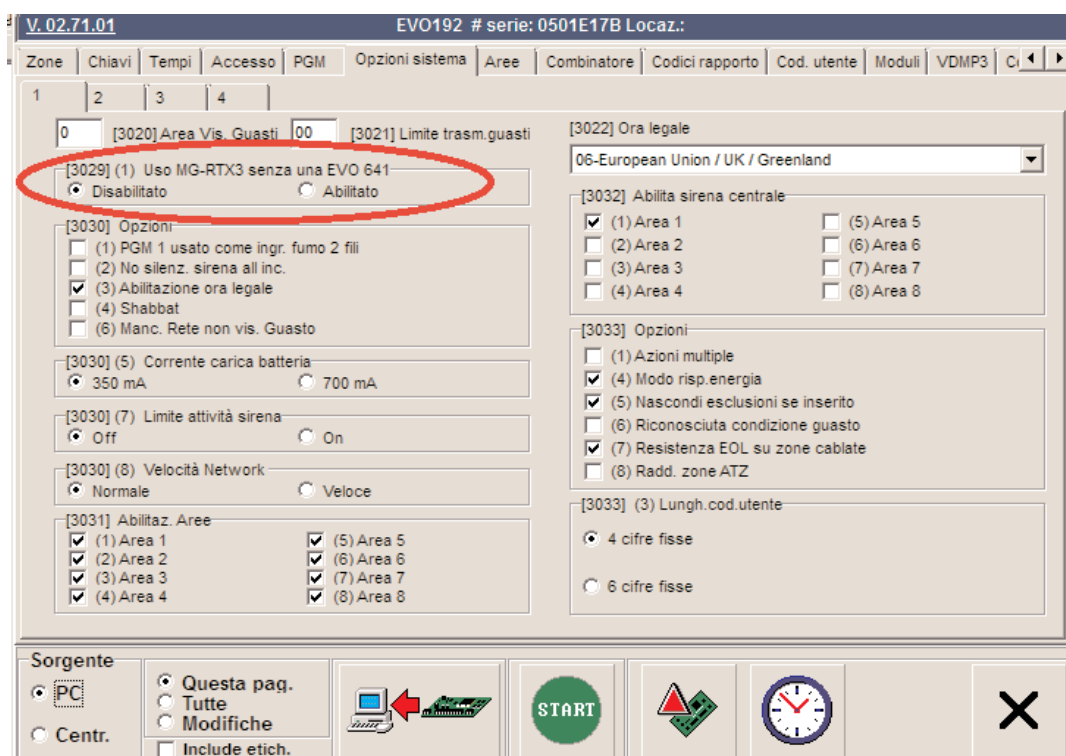 V. 02.71.01 EVO192 # serie: 0501E17B Locaz.:
Zone Chiavi Tempi Accesso PGM Opzioni sistema Aree Combinatore Codici rapporto Cod. utente Moduli VDMP3
1 2 3 4
0 [3020] Area Vis. Guasti 00 [3021] Limite trasm.guasti
[3029] (1) Uso MG-RTX3 senza una EVO 641
Disabilitato Abilitato
[3030] Opzioni
(1) PGM 1 usato come ingr. fumo 2 fili
(2) No silenz. sirena all inc.
(3) Abilitazione ora legale
(4) Shabbat
(6) Manc. Rete non vis. Guasto
[3030] (5) Corrente carica batteria
350 mA 700 mA
[3030] (7) Limite attività sirena
Off On
[3030] (8) Velocità Network
Normale Veloce
[3031] Abilitaz. Aree
(1) Area 1 (5) Area 5
(2) Area 2 (6) Area 6
(3) Area 3 (7) Area 7
(4) Area 4 (8) Area 8
[3022] Ora legale
06-European Union / UK / Greenland
[3032] Abilita sirena centrale
(1) Area 1 (5) Area 5
(2) Area 2 (6) Area 6
(3) Area 3 (7) Area 7
(4) Area 4 (8) Area 8
[3033] Opzioni
(1) Azioni multiple
(4) Modo risp.energia
(5) Nascondi esclusioni se inserito
(6) Riconosciuta condizione guasto
(7) Resistenza EOL su zone cablate
(8) Radd. zone ATZ
[3033] (3) Lungh.cod.utente
4 cifre fisse
6 cifre fisse
Sorgente
PC
Centr.
Questa pag.
Tutte
Modifiche
Include etich.
START